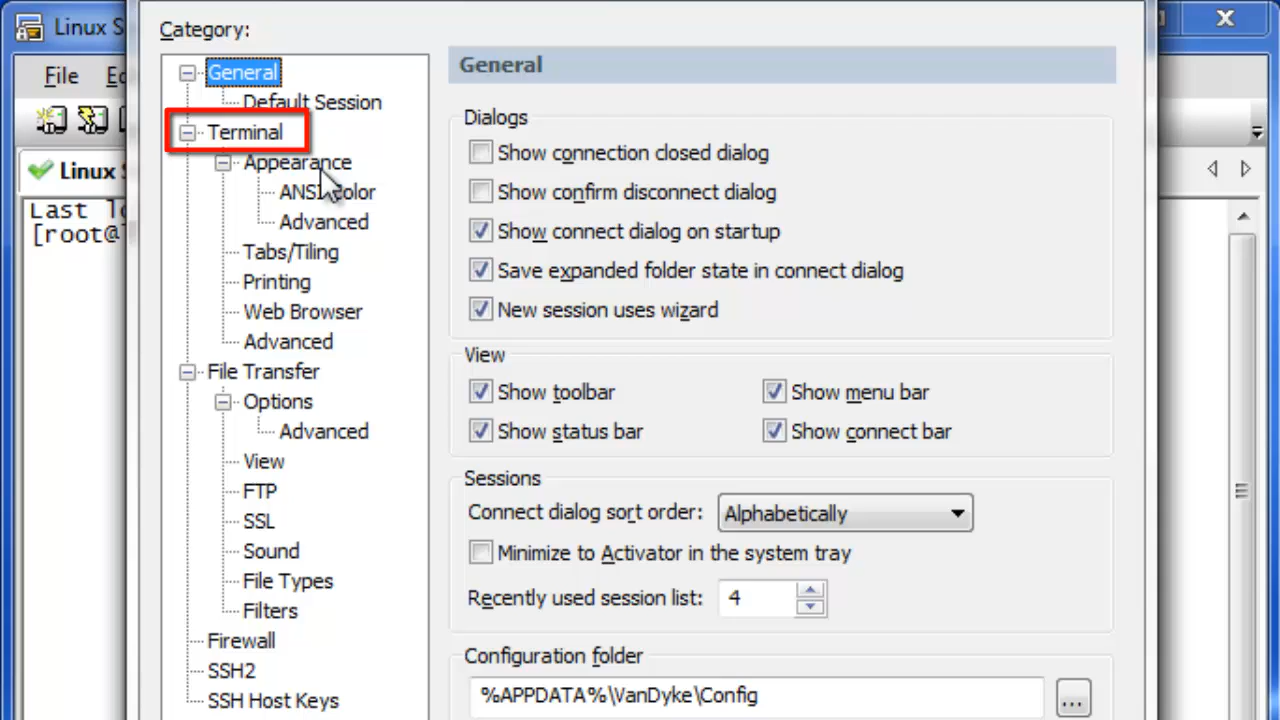 Linux S
Category:
File
General
Default Session
Terminal
Appearance
ANSI Color
Advanced
Tabs/Tiling
Printing
Web Browser
Advanced
File Transfer
Options
Advanced
View
FTP
SSL
Sound
File Types
Filters
Firewall
SSH2
SSH Host Keys
Linux
Last
[root@
General
Dialogs
Show connection closed dialog
Show confirm disconnect dialog
Show connect dialog on startup
Save expanded folder state in connect dialog
New session uses wizard
View
Show toolbar Show menu bar
Show status bar Show connect bar
Sessions
Connect dialog sort order: Alphabetically
Minimize to Activator in the system tray
Recently used session list: 4
Configuration folder
%APPDATA%\VanDyke\Config ...